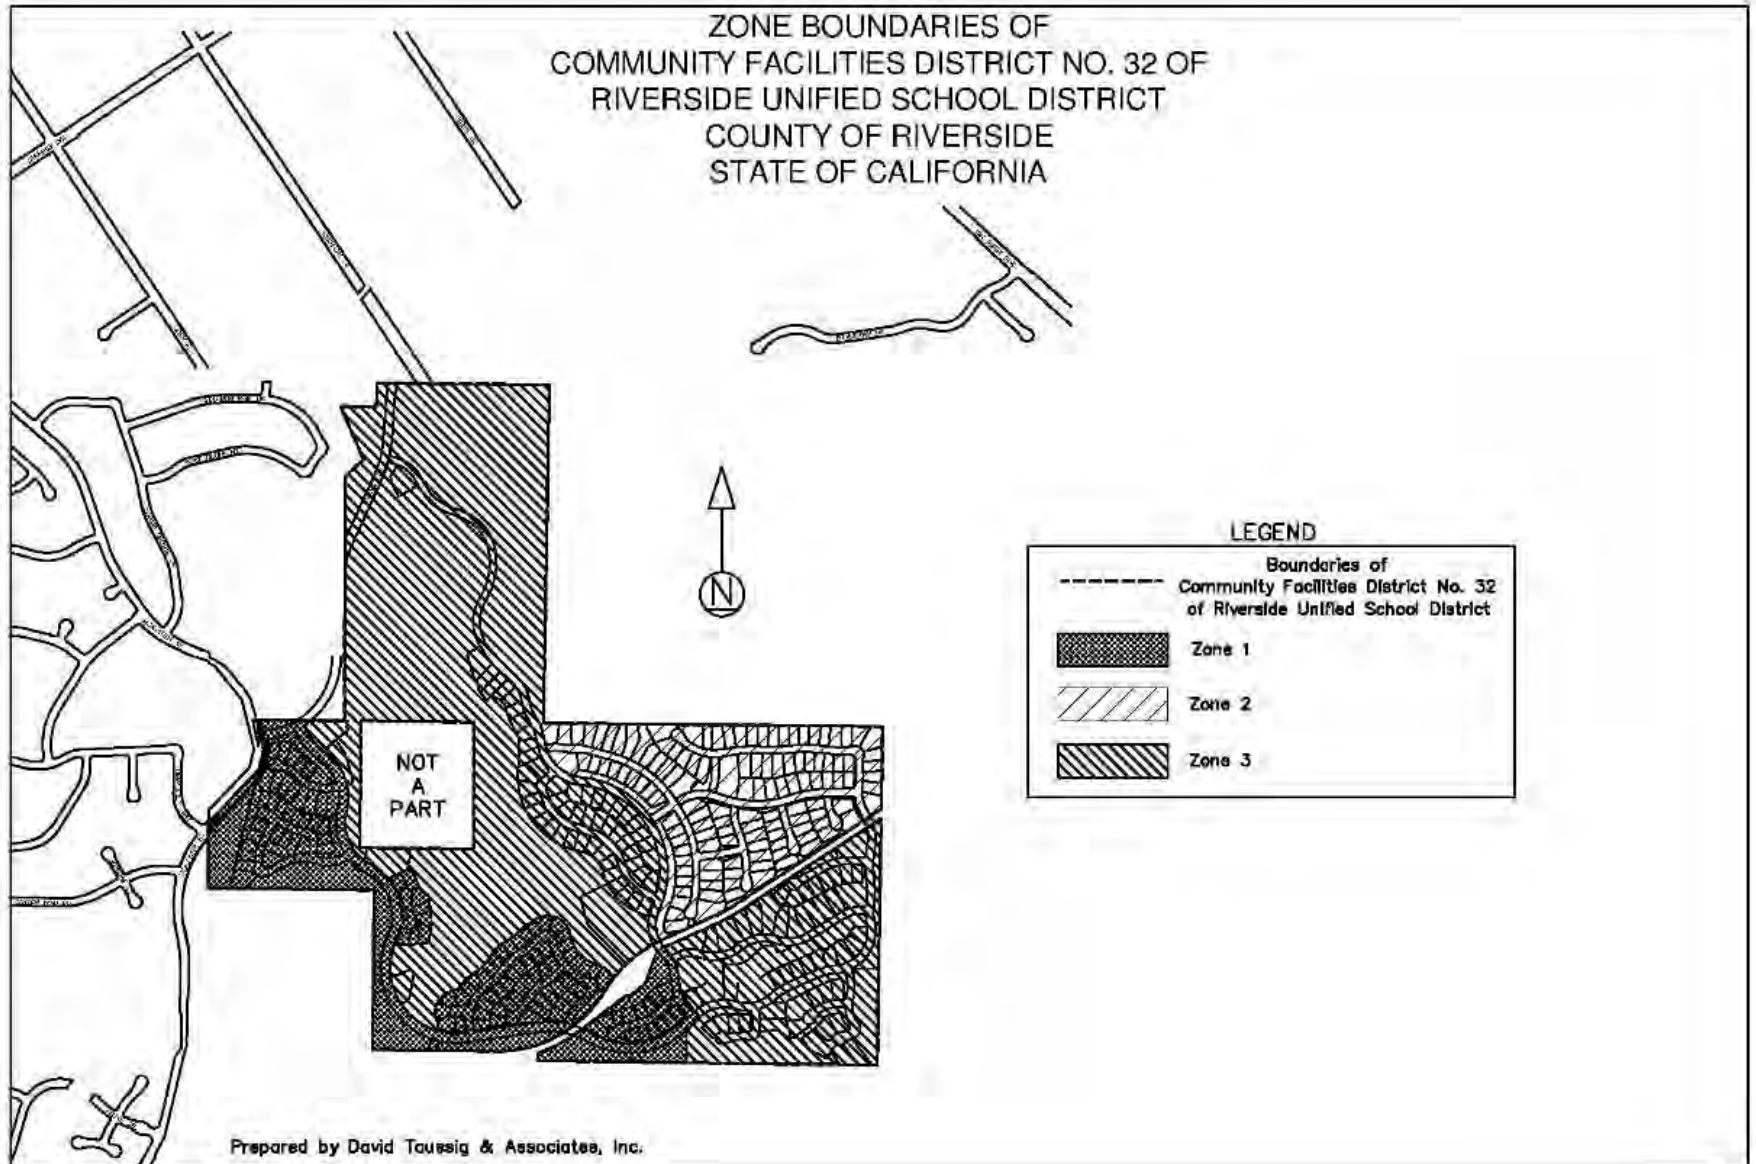 ZONE BOUNDARIES OF
COMMUNITY FACILITIES DISTRICT NO. 32 OF
RIVERSIDE UNIFIED SCHOOL DISTRICT
COUNTY OF RIVERSIDE
STATE OF CALIFORNIA
N
LEGEND
Boundaries of
Community Facilities District No. 32
of Riverside Unified School District
Zone 1
Zone 2
Zone 3
NOT
A
PART
Prepared by David Taussig & Associates, Inc.